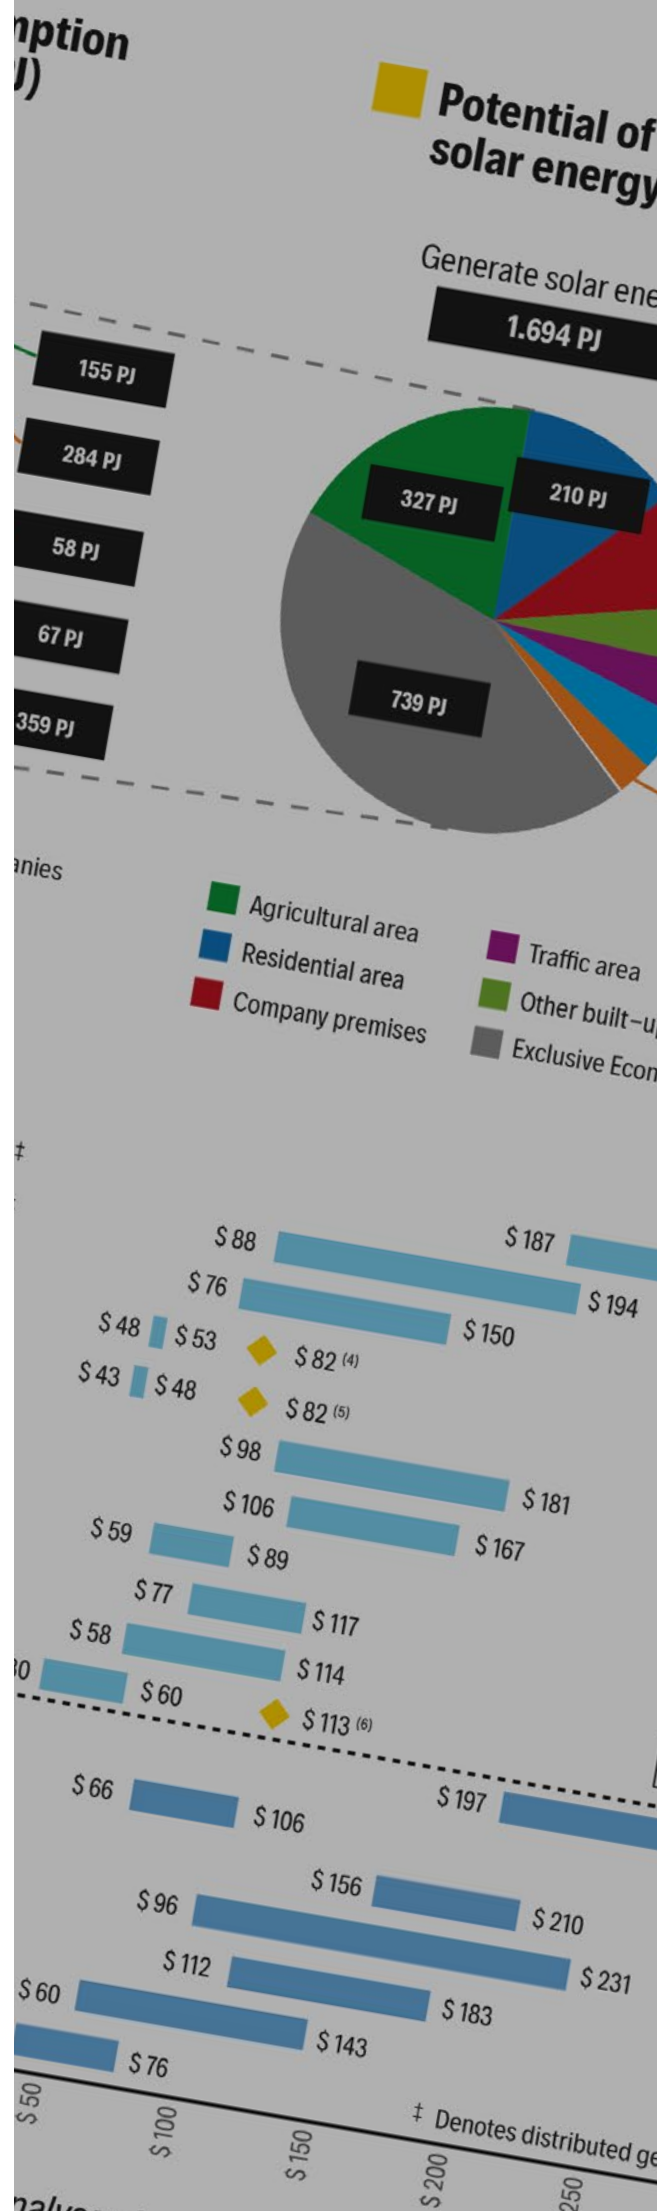 mption
J)
Potential of
solar energy
Generate solar ene
1.694 PJ
155 PJ
284 PJ
58 PJ
67 PJ
359 PJ
327 PJ
210 PJ
739 PJ
anies
Agricultural area
Residential area
Company premises
Traffic area
Other built-u
Exclusive Econ
‡
$ 187
$ 88
$ 194
$ 76
$ 150
$ 48 $ 53 $ 82 (4)
$ 43 $ 48 $ 82 (5)
$ 98 $ 181
$ 106 $ 167
$ 59 $ 89
$ 77 $ 117
$ 58 $ 114
30 $ 60
$ 113 (6)
$ 66 $ 106
$ 197
$ 156 $ 210
$ 96 $ 231
$ 112 $ 183
$ 60 $ 143
$ 76
‡ Denotes distributed ge
$ 50 $ 100 $ 150 $ 200 250